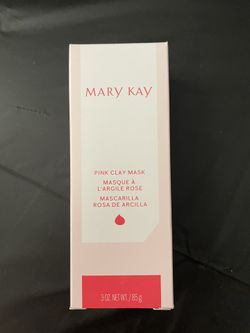 MARY KAY
PINK CLAY MASK
MASQUE À
L'ARGILE ROSE
MASCARILLA
ROSA DE ARCILLA
3 OZ. NET WT. / 85 g